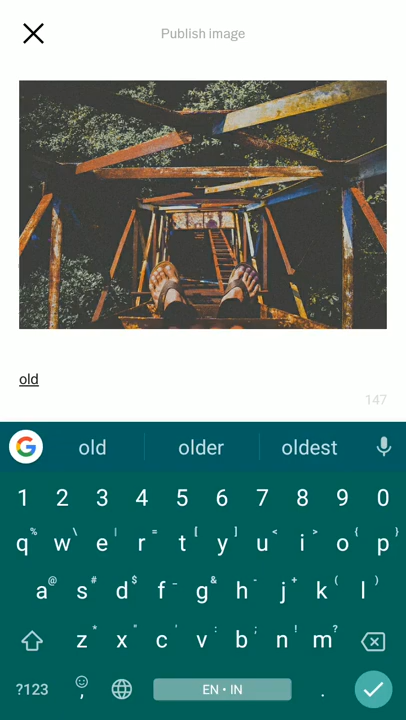 Publish image
old
147
old older oldest
1 2 3 4 5 6 7 8 9 0
% \ | = [ ] < > { }
q w e r t y u i o p
@ # $ _ & - + ( )
a s d f g h j k l
* " ' : ; ! ?
z x c v b n m
?123 , EN • IN .